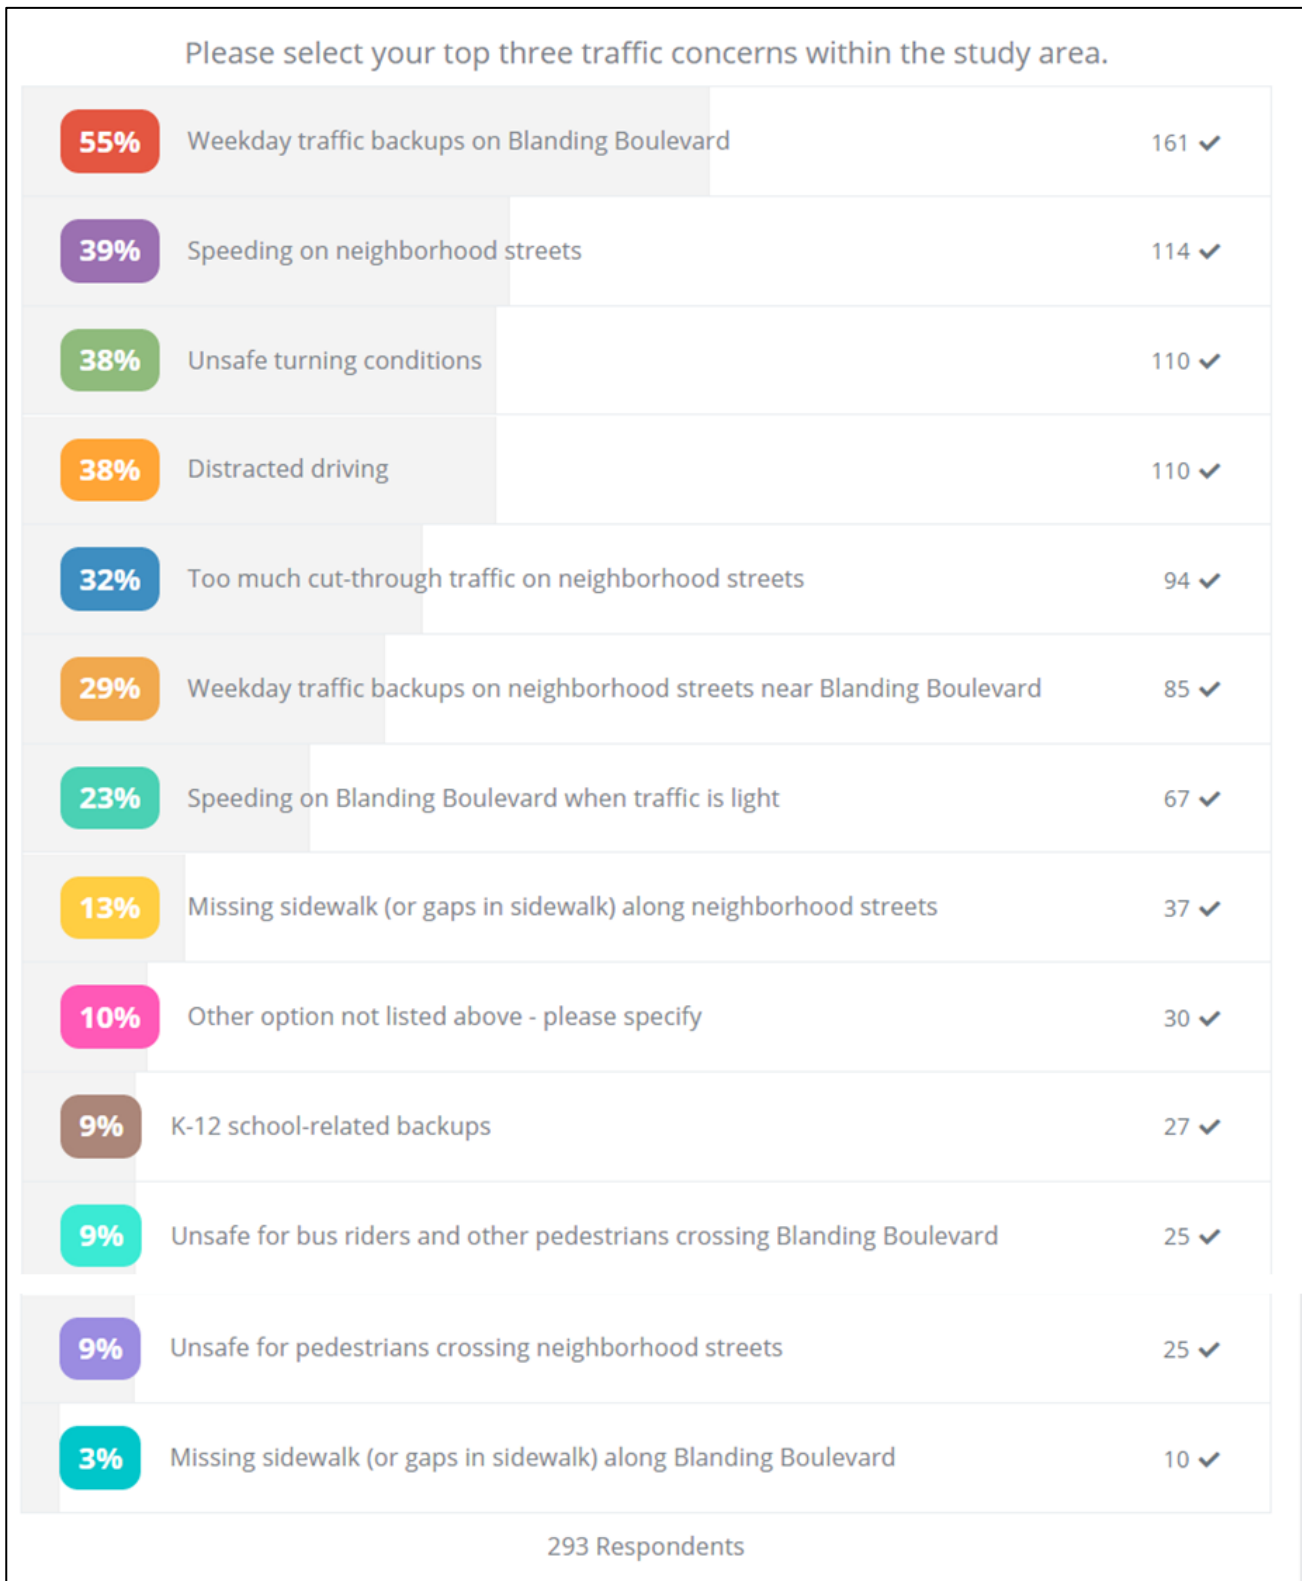 Please select your top three traffic concerns within the study area.
55% Weekday traffic backups on Blanding Boulevard 161 ✔
39% Speeding on neighborhood streets 114 ✔
38% Unsafe turning conditions 110 ✔
38% Distracted driving 110 ✔
32% Too much cut-through traffic on neighborhood streets 94 ✔
29% Weekday traffic backups on neighborhood streets near Blanding Boulevard 85 ✔
23% Speeding on Blanding Boulevard when traffic is light 67 ✔
13% Missing sidewalk (or gaps in sidewalk) along neighborhood streets 37 ✔
10% Other option not listed above - please specify 30 ✔
9% K-12 school-related backups 27 ✔
9% Unsafe for bus riders and other pedestrians crossing Blanding Boulevard 25 ✔
9% Unsafe for pedestrians crossing neighborhood streets 25 ✔
3% Missing sidewalk (or gaps in sidewalk) along Blanding Boulevard 10 ✔
293 Respondents